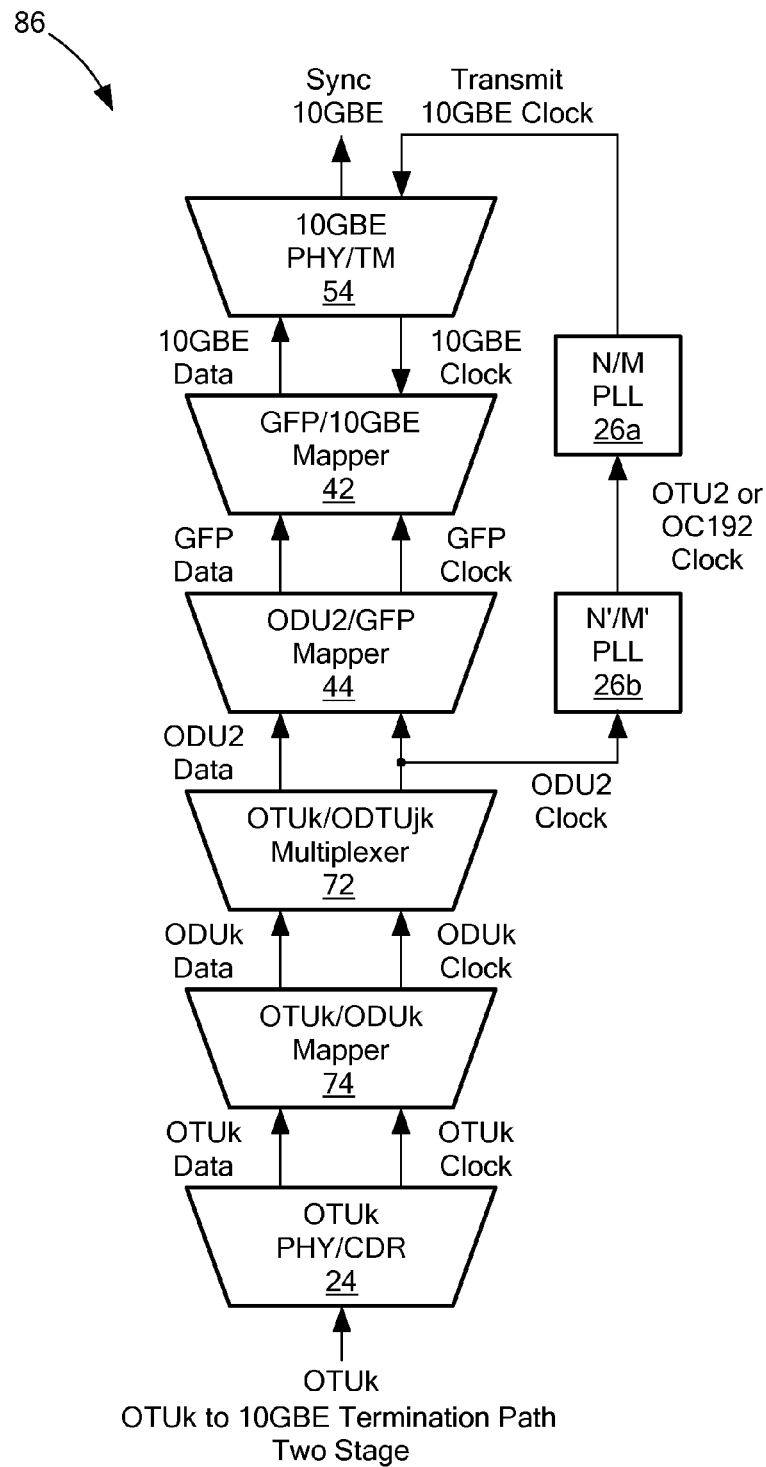 86
Sync
10GBE
Transmit
10GBE Clock
10GBE
PHY/TM
54
10GBE
Data
10GBE
Clock
N/M
PLL
26a
GFP/10GBE
Mapper
42
OTU2 or
OC192
Clock
GFP
Data
GFP
Clock
ODU2/GFP
Mapper
44
N'/M'
PLL
26b
ODU2
Data
ODU2
Clock
OTUk/ODTUjk
Multiplexer
72
ODUk
Data
ODUk
Clock
OTUk/ODUk
Mapper
74
OTUk
Data
OTUk
Clock
OTUk
PHY/CDR
24
OTUk
OTUk to 10GBE Termination Path
Two Stage